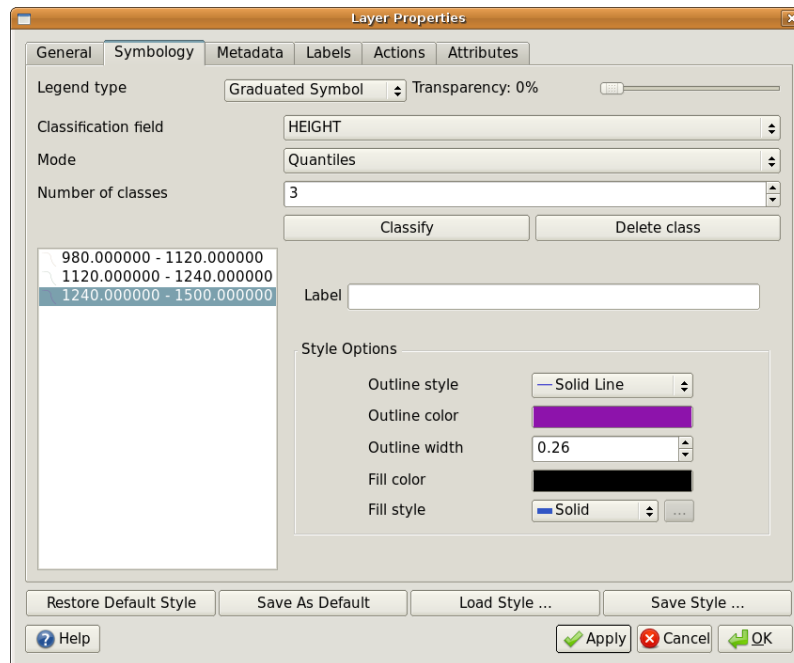 Layer Properties
General Symbology Metadata Labels Actions Attributes
Legend type Graduated Symbol Transparency: 0%
Classification field HEIGHT
Mode Quantiles
Number of classes 3
Classify Delete class
980.000000 - 1120.000000
1120.000000 - 1240.000000
1240.000000 - 1500.000000
Label
Style Options
Outline style Solid Line
Outline color
Outline width 0.26
Fill color
Fill style Solid ...
Restore Default Style Save As Default Load Style ... Save Style ...
Help Apply Cancel OK